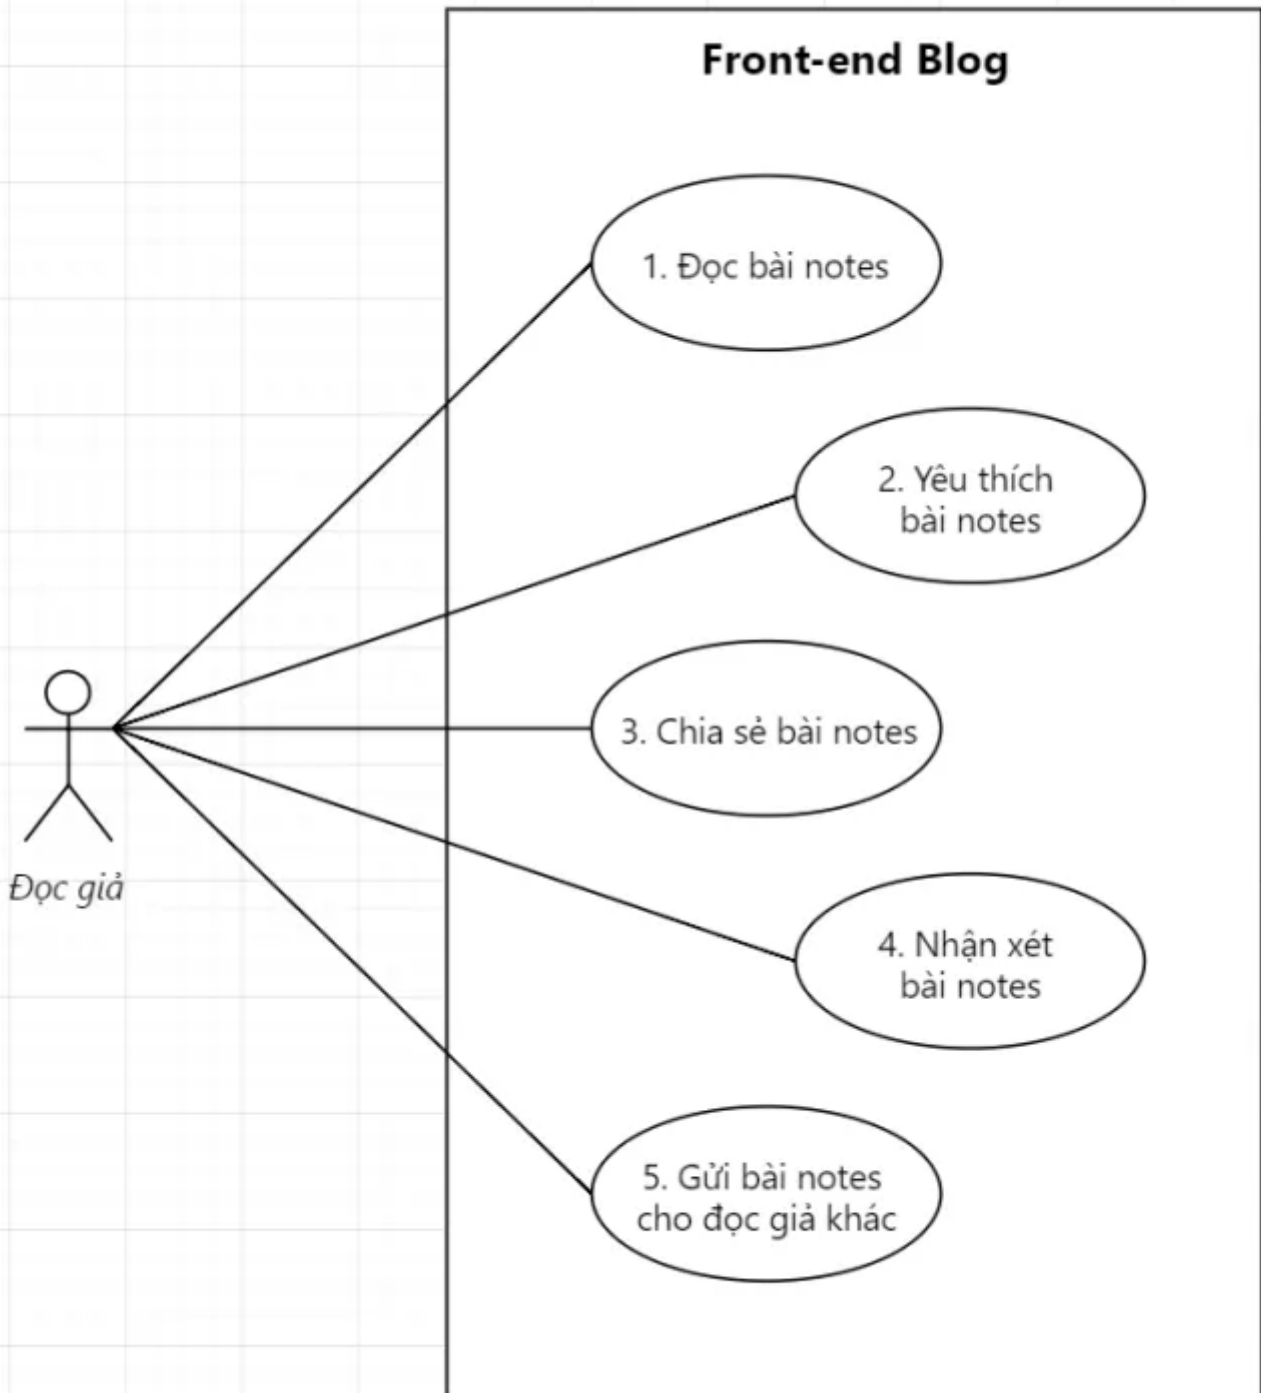 Front-end Blog
1. Đọc bài notes
2. Yêu thích
bài notes
3. Chia sẻ bài notes
Đọc giả
4. Nhận xét
bài notes
5. Gửi bài notes
cho đọc giả khác